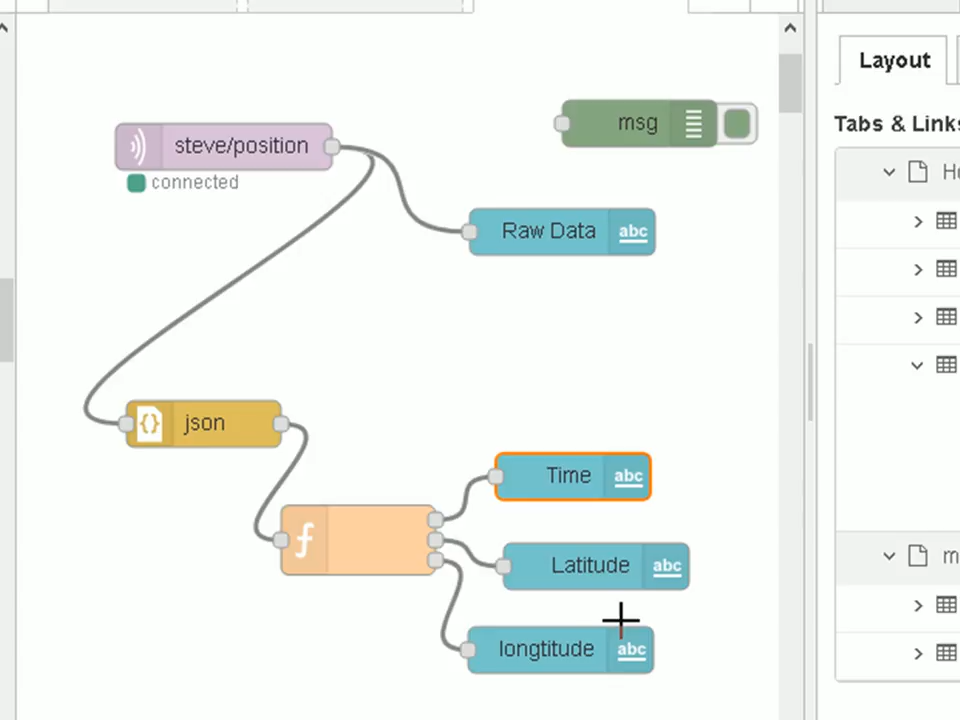 Layout
Tabs & Links
steve/position
connected
msg
Raw Data
abc
json
Time
abc
Latitude
abc
longtitude
abc